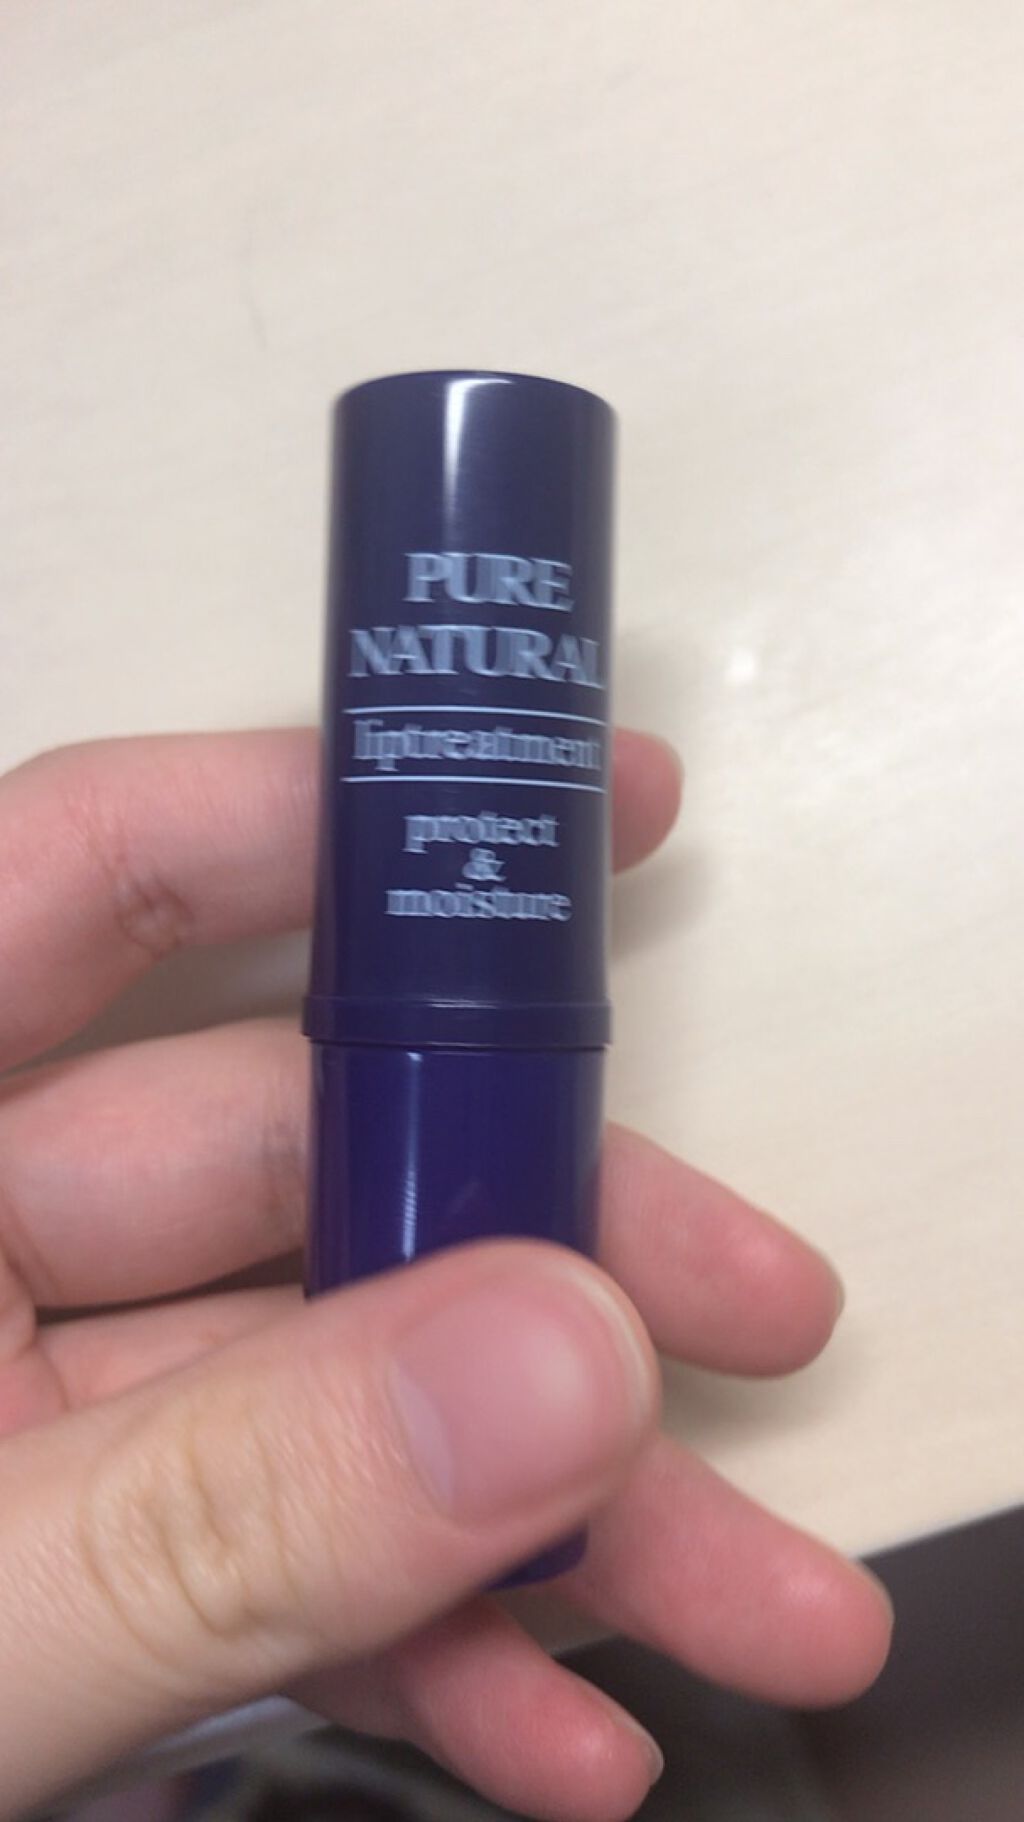 PURE
NATURAL
liptreatment
protect
&
moisture